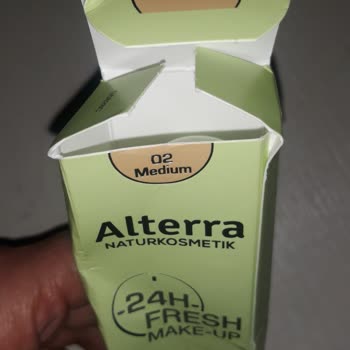 02
Medium
Alterra
NATURKOSMETIK
-24H-
FRESH
MAKE-UP